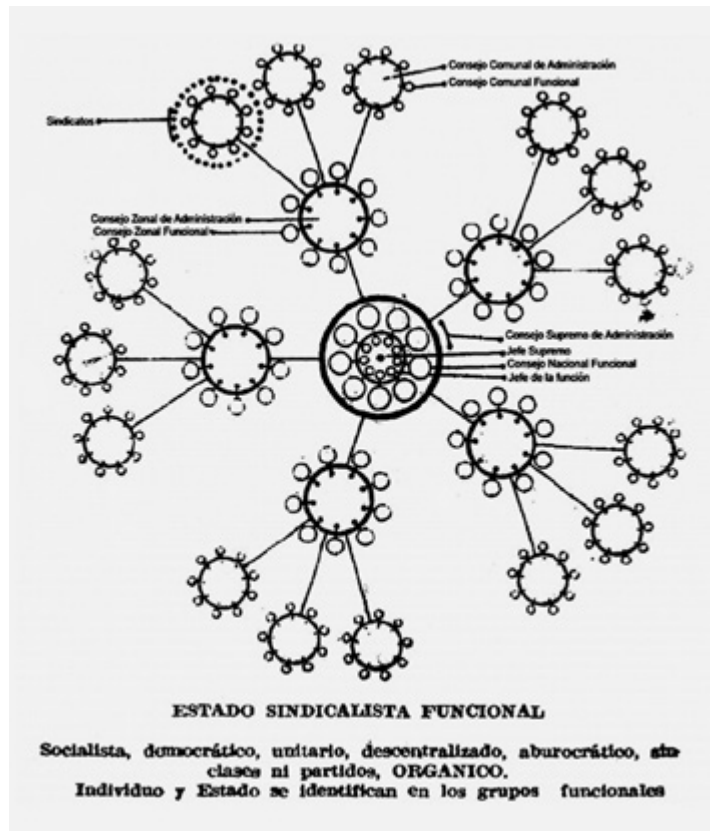 Consejo Comunal de Administración
Consejo Comunal Funcional
Sindicatos
Consejo Zonal de Administración
Consejo Zonal Funcional
Consejo Supremo de Administración
Jefe Supremo
Consejo Nacional Funcional
Jefe de la función
ESTADO SINDICALISTA FUNCIONAL
Socialista, democrático, unitario, descentralizado, aburocrático, sin
clases ni partidos, ORGANICO.
Individuo y Estado se identifican en los grupos funcionales